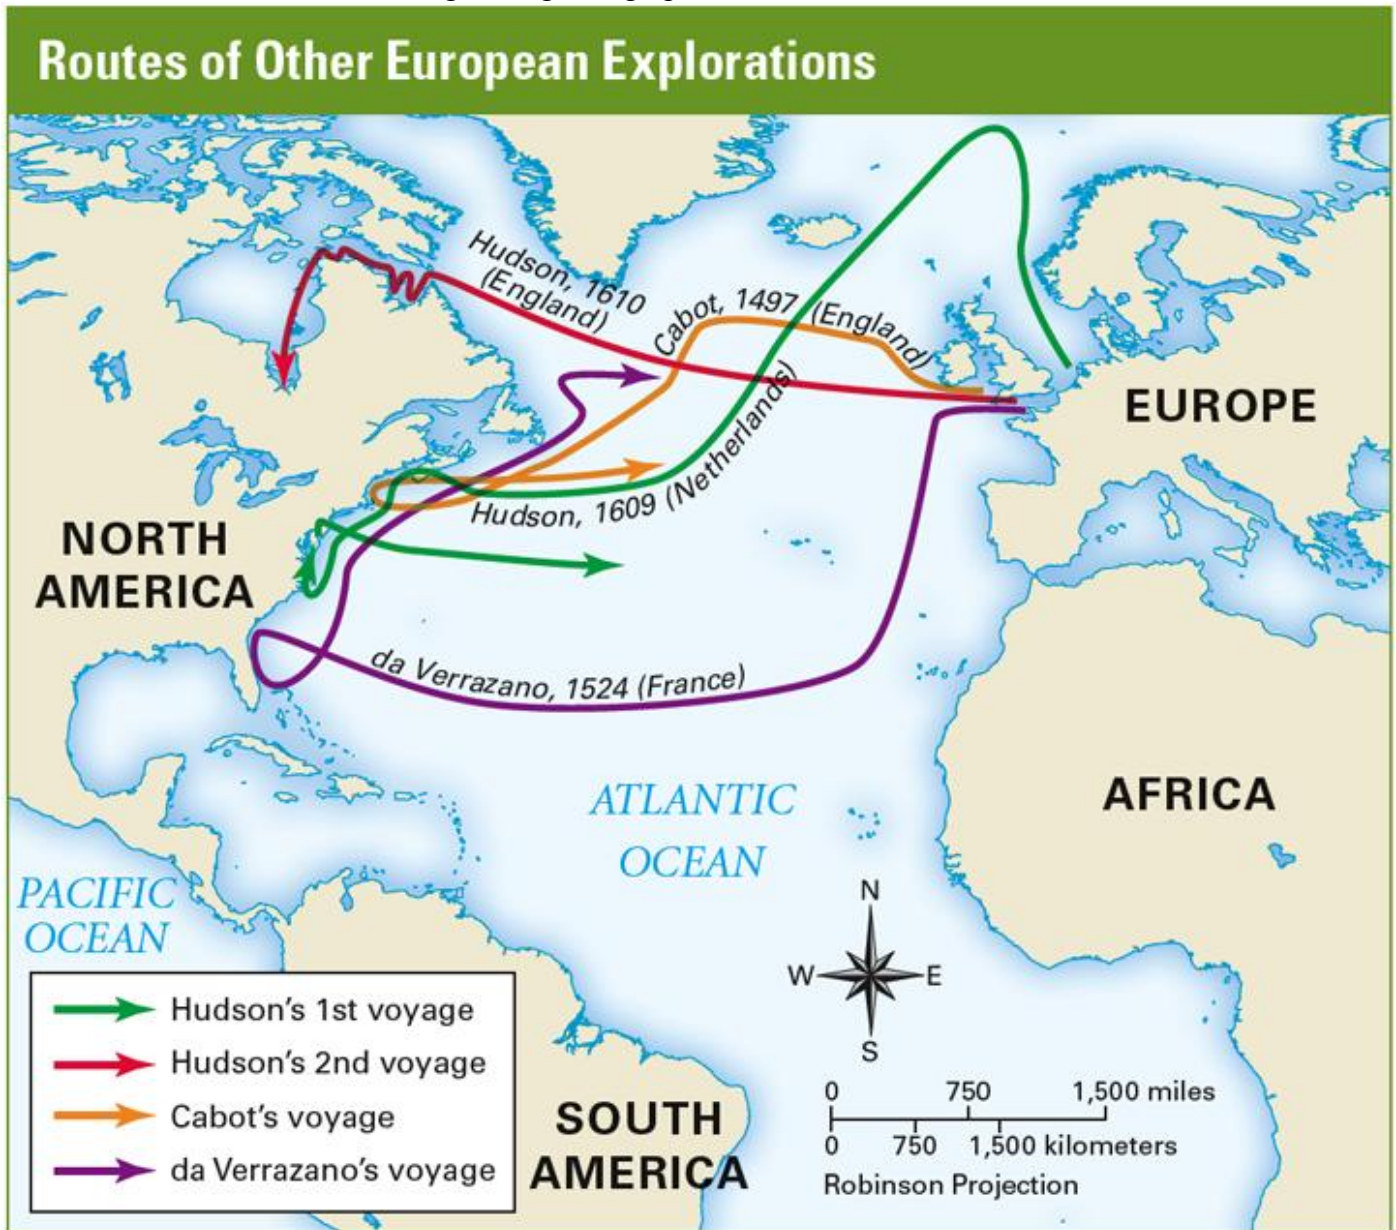 Routes of Other European Explorations
Hudson, 1610
(England)
Cabot, 1497 (England)
Hudson, 1609 (Netherlands)
da Verrazano, 1524 (France)
EUROPE
NORTH
AMERICA
AFRICA
ATLANTIC
OCEAN
PACIFIC
OCEAN
SOUTH
AMERICA
N
W
E
S
Hudson's 1st voyage
Hudson's 2nd voyage
Cabot's voyage
da Verrazano's voyage
0 750 1,500 miles
0 750 1,500 kilometers
Robinson Projection